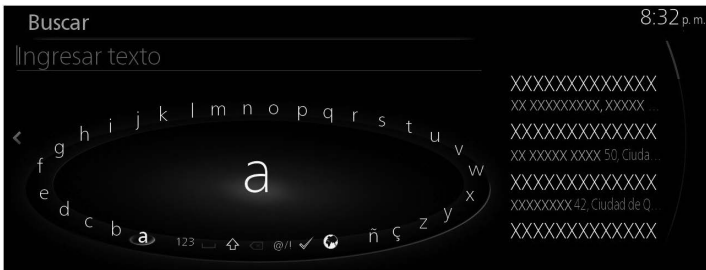 Buscar
8:32 p. m.
Ingresar texto
a
a b c d e f g h i j k l m n o p q r s t u v w x y z ç ñ
123 @/!
XXXXXXXXXXXXX
XX XXXXXXXXX, XXXXX ...
XXXXXXXXXXXXX
XX XXXXX XXXX 50, Ciuda...
XXXXXXXXXXXXX
XXXXXXXX 42, Ciudad de Q...
XXXXXXXXXXXXX